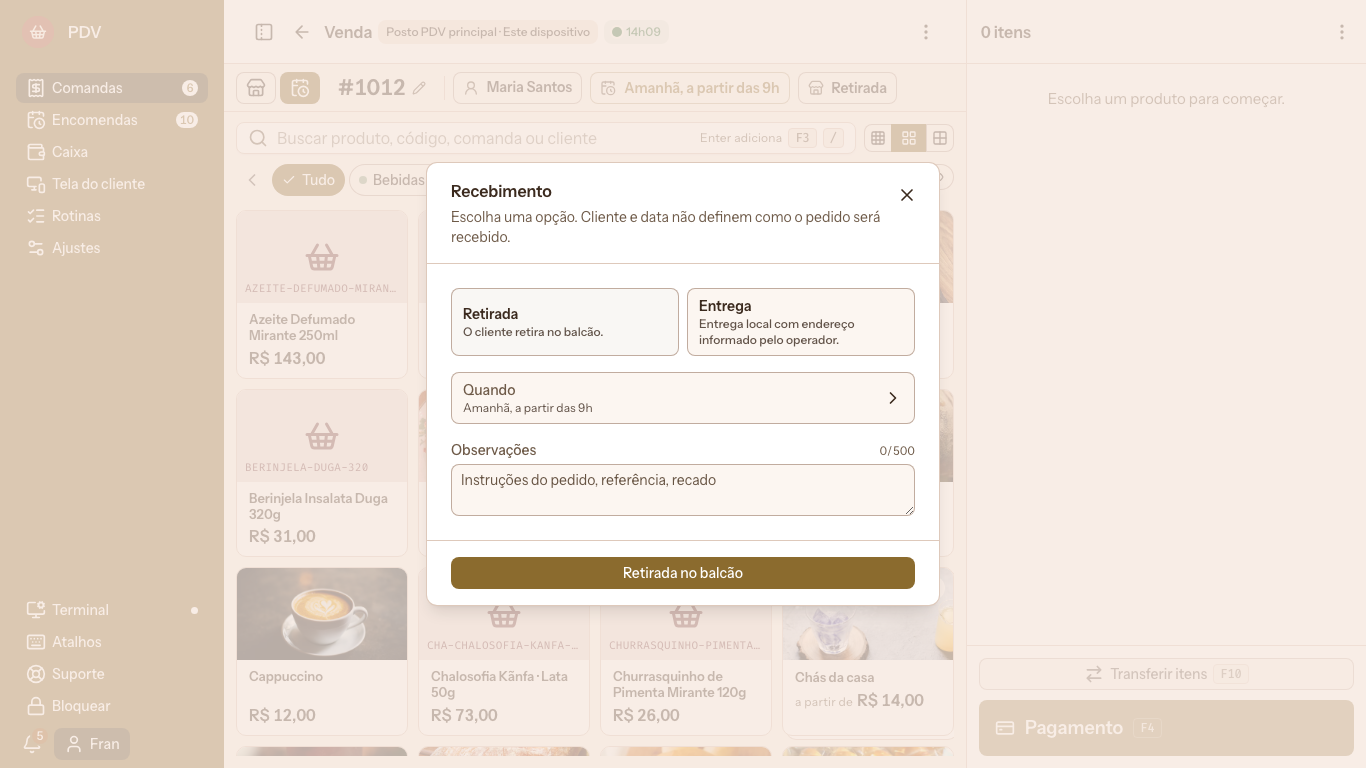 PDV
Comandas 6
Encomendas 10
Caixa
Tela do cliente
Rotinas
Ajustes
Terminal
Atalhos
Suporte
Bloquear
5 Fran
Venda Posto PDV principal · Este dispositivo 14h09
#1012 Maria Santos Amanhã, a partir das 9h Retirada
Buscar produto, código, comanda ou cliente Enter adiciona F3 /
Tudo Bebidas
AZEITE-DEFUMADO-MIRAN…
Azeite Defumado
Mirante 250ml
R$ 143,00
BERINJELA-DUGA-320
Berinjela Insalata Duga
320g
R$ 31,00
Cappuccino
R$ 12,00
CHA-CHALOSOFIA-KANFA-…
Chalosofia Kãnfa · Lata
50g
R$ 73,00
CHURRASQUINHO-PIMENTA…
Churrasquinho de
Pimenta Mirante 120g
R$ 26,00
Chás da casa
a partir de R$ 14,00
Recebimento
Escolha uma opção. Cliente e data não definem como o pedido será
recebido.
Retirada
O cliente retira no balcão.
Entrega
Entrega local com endereço
informado pelo operador.
Quando
Amanhã, a partir das 9h
Observações 0/500
Instruções do pedido, referência, recado
Retirada no balcão
0 itens
Escolha um produto para começar.
Transferir itens F10
Pagamento F4